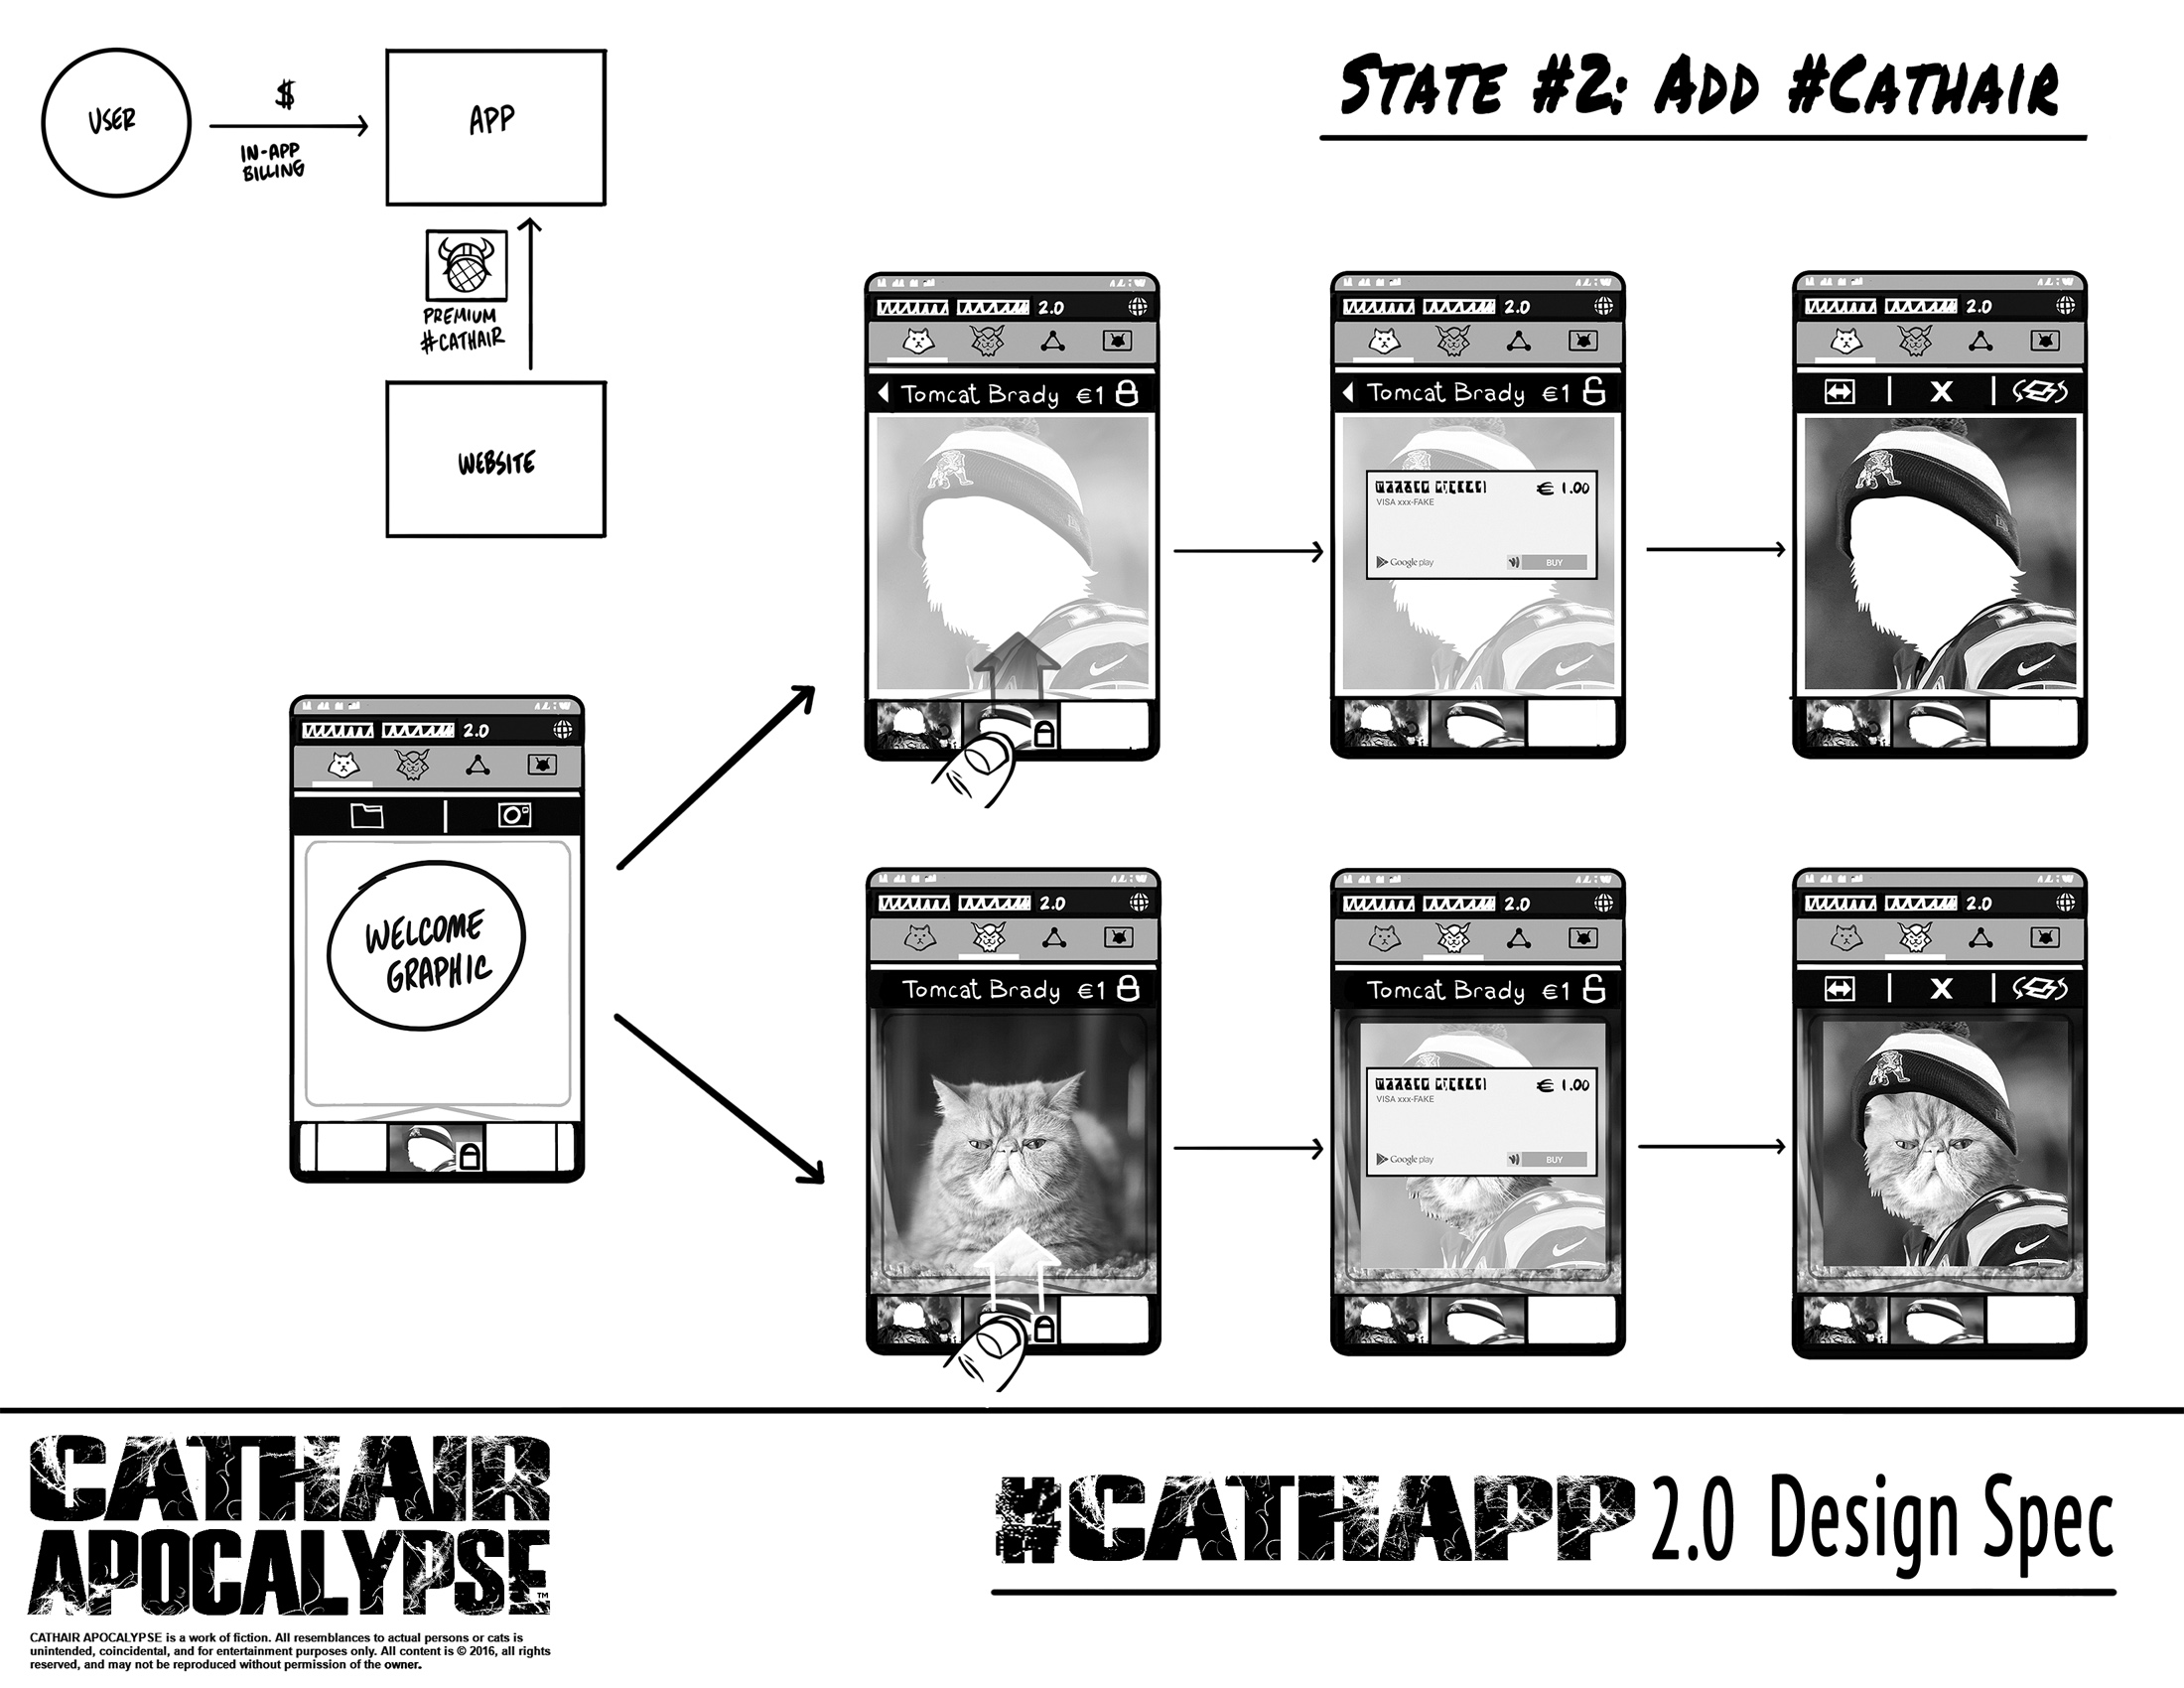 STATE #2: ADD #CATHAIR
USER
$
IN-APP
BILLING
APP
PREMIUM
#CATHAIR
WEBSITE
2.0
Tomcat Brady €1
2.0
Tomcat Brady €1
€ 1.00
VISA xxx-FAKE
Google play
BUY
2.0
X
2.0
WELCOME
GRAPHIC
2.0
Tomcat Brady €1
2.0
Tomcat Brady €1
€ 1.00
VISA xxx-FAKE
Google play
BUY
2.0
X
CATHAIR
APOCALYPSE
TM
CATHAIR APOCALYPSE is a work of fiction. All resemblances to actual persons or cats is
unintended, coincidental, and for entertainment purposes only. All content is © 2016, all rights
reserved, and may not be reproduced without permission of the owner.
#CATHAPP 2.0 Design Spec